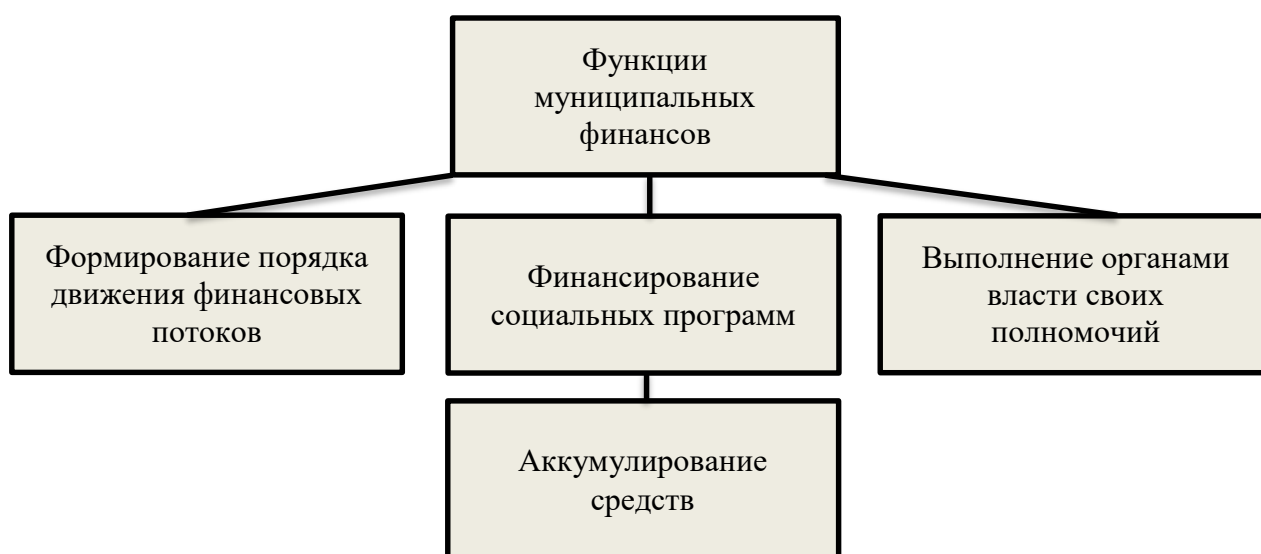 Функции
муниципальных
финансов
Формирование порядка
движения финансовых
потоков
Финансирование
социальных программ
Выполнение органами
власти своих
полномочий
Аккумулирование
средств